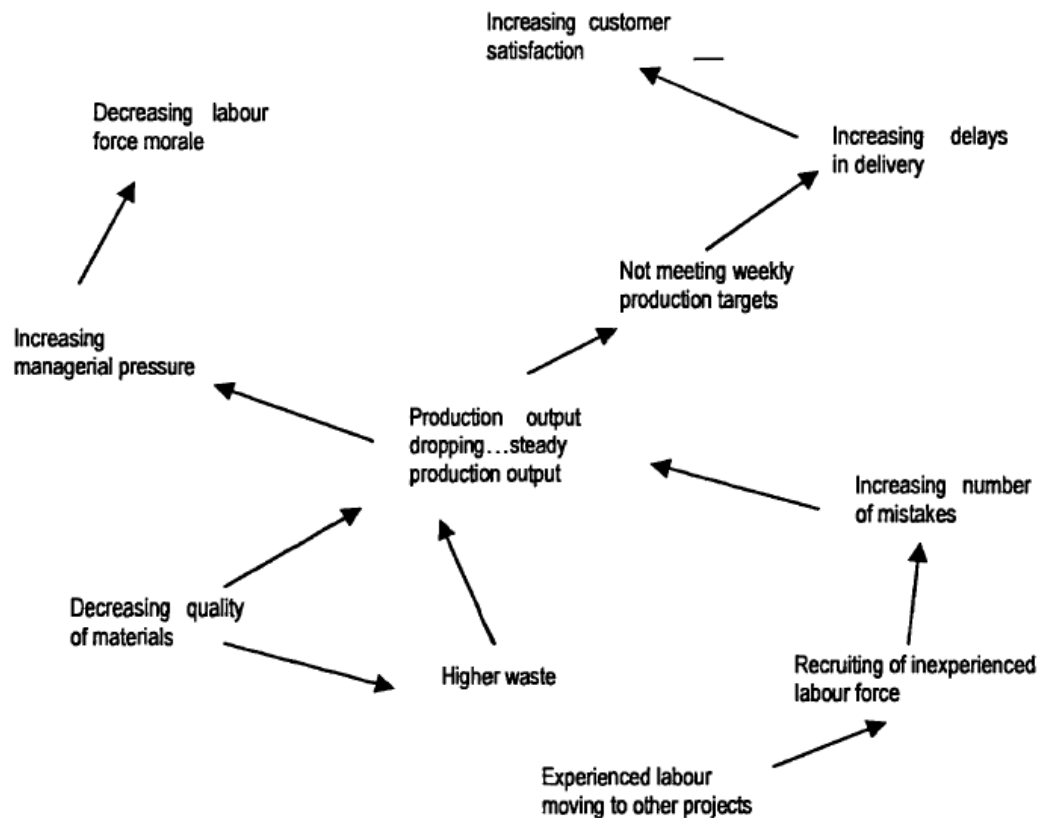 Increasing customer
satisfaction
Decreasing labour
force morale
Increasing delays
in delivery
Not meeting weekly
production targets
Increasing
managerial pressure
Production output
dropping...steady
production output
Increasing number
of mistakes
Decreasing quality
of materials
Higher waste
Recruiting of inexperienced
labour force
Experienced labour
moving to other projects